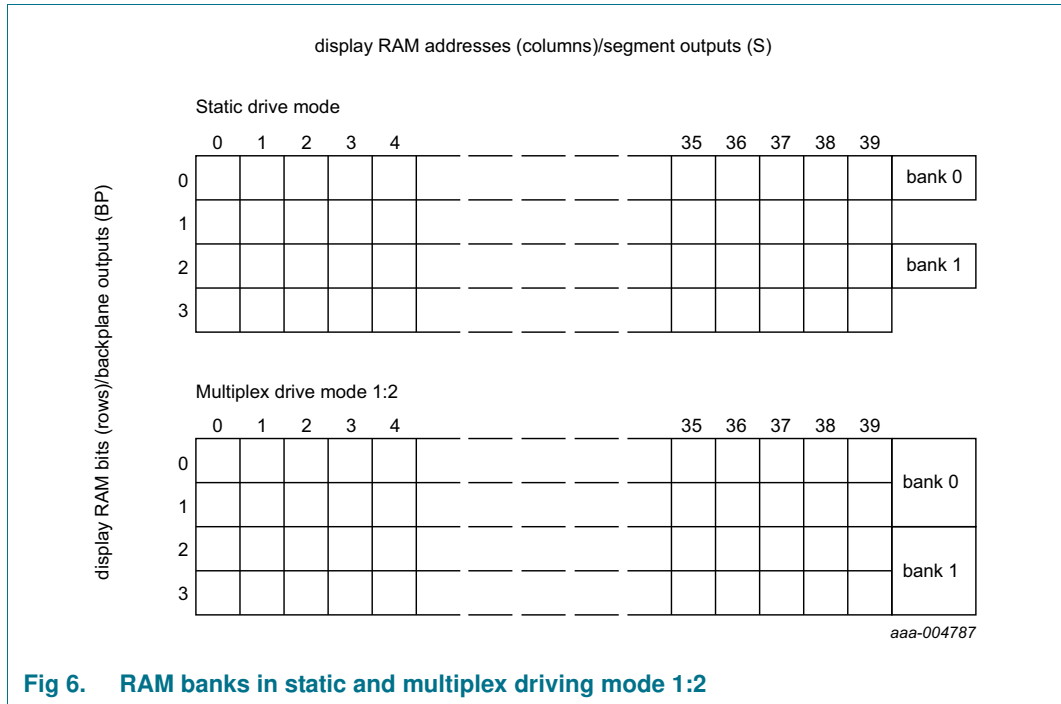 display RAM addresses (columns)/segment outputs (S)
display RAM bits (rows)/backplane outputs (BP)
Static drive mode
0 1 2 3 4 35 36 37 38 39
0 bank 0
1
2 bank 1
3
Multiplex drive mode 1:2
0 1 2 3 4 35 36 37 38 39
0
bank 0
1
2
bank 1
3
aaa-004787
Fig 6. RAM banks in static and multiplex driving mode 1:2